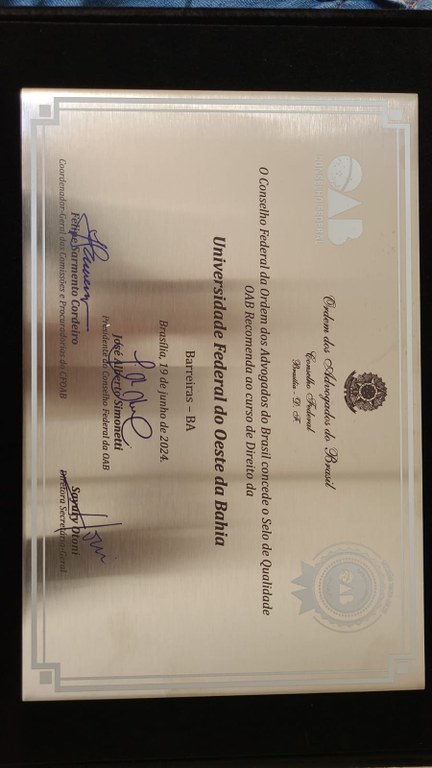 OAB
Ordem dos Advogados do Brasil
Conselho Federal
Brasília - D. F.
OAB
O Conselho Federal da Ordem dos Advogados do Brasil concede o Selo de Qualidade
OAB Recomenda ao curso de Direito da
Universidade Federal do Oeste da Bahia
Barreiras – BA
Brasília, 19 de junho de 2024.
José Alberto Simonetti
Presidente do Conselho Federal da OAB
Felipe Sarmento Cordeiro
Coordenador-Geral das Comissões e Procuradorias do CFOAB
Sayury Otoni
Diretora Secretária-Geral